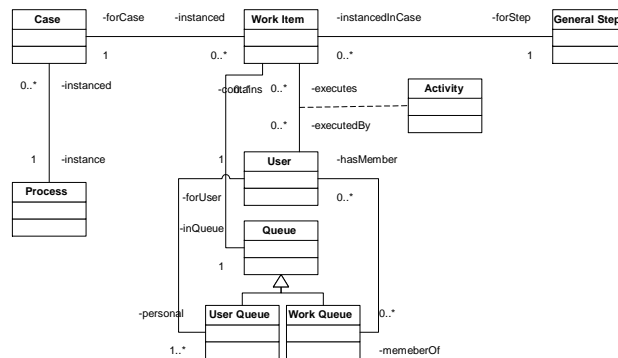 Case
-forCase
-instanced
Work Item
-instancedInCase
-forStep
General Step
1
0..*
0..*
1
0..*
-instanced
-contains
0..*
0..*
-executes
Activity
0..*
-executedBy
1
-instance
1
User
-hasMember
Process
-forUser
0..*
-inQueue
Queue
1
-personal
User Queue
Work Queue
0..*
1..*
-memeberOf